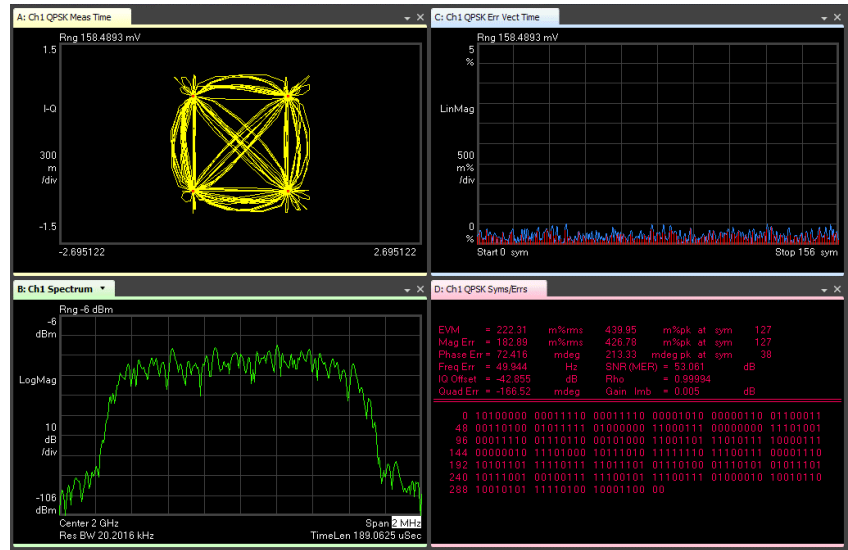 A: Ch1 QPSK Meas Time
Rng 158.4893 mV
1.5
I-Q
300
m
/div
-1.5
-2.695122 2.695122
C: Ch1 QPSK Err Vect Time
Rng 158.4893 mV
5
%
LinMag
500
m%
/div
0
%
Start 0 sym Stop 156 sym
B: Ch1 Spectrum
Rng -6 dBm
-6
dBm
LogMag
10
dB
/div
-106
dBm
Center 2 GHz Span 2 MHz
Res BW 20.2016 kHz TimeLen 189.0625 uSec
D: Ch1 QPSK Syms/Errs
EVM = 222.31 m%rms 439.95 m%pk at sym 127
Mag Err = 182.89 m%rms 426.78 m%pk at sym 127
Phase Err = 72.416 mdeg 213.33 mdeg pk at sym 38
Freq Err = 49.944 Hz SNR(MER) = 53.061 dB
IQ Offset = -42.855 dB Rho = 0.99994
Quad Err = -166.52 mdeg Gain Imb = 0.005 dB
0 10100000 00011110 00011110 00001010 00000110 01100011
48 00110100 01011111 01000000 11000111 00000000 11101001
96 00011110 01110110 00101000 11001101 11010111 10000111
144 00000010 11101000 10111010 11111110 11100111 00001110
192 10101101 11010111 11011101 01110100 01110101 01011101
240 10111001 00100111 11100101 11100111 01000010 10010110
288 10010101 11110100 10001100 00